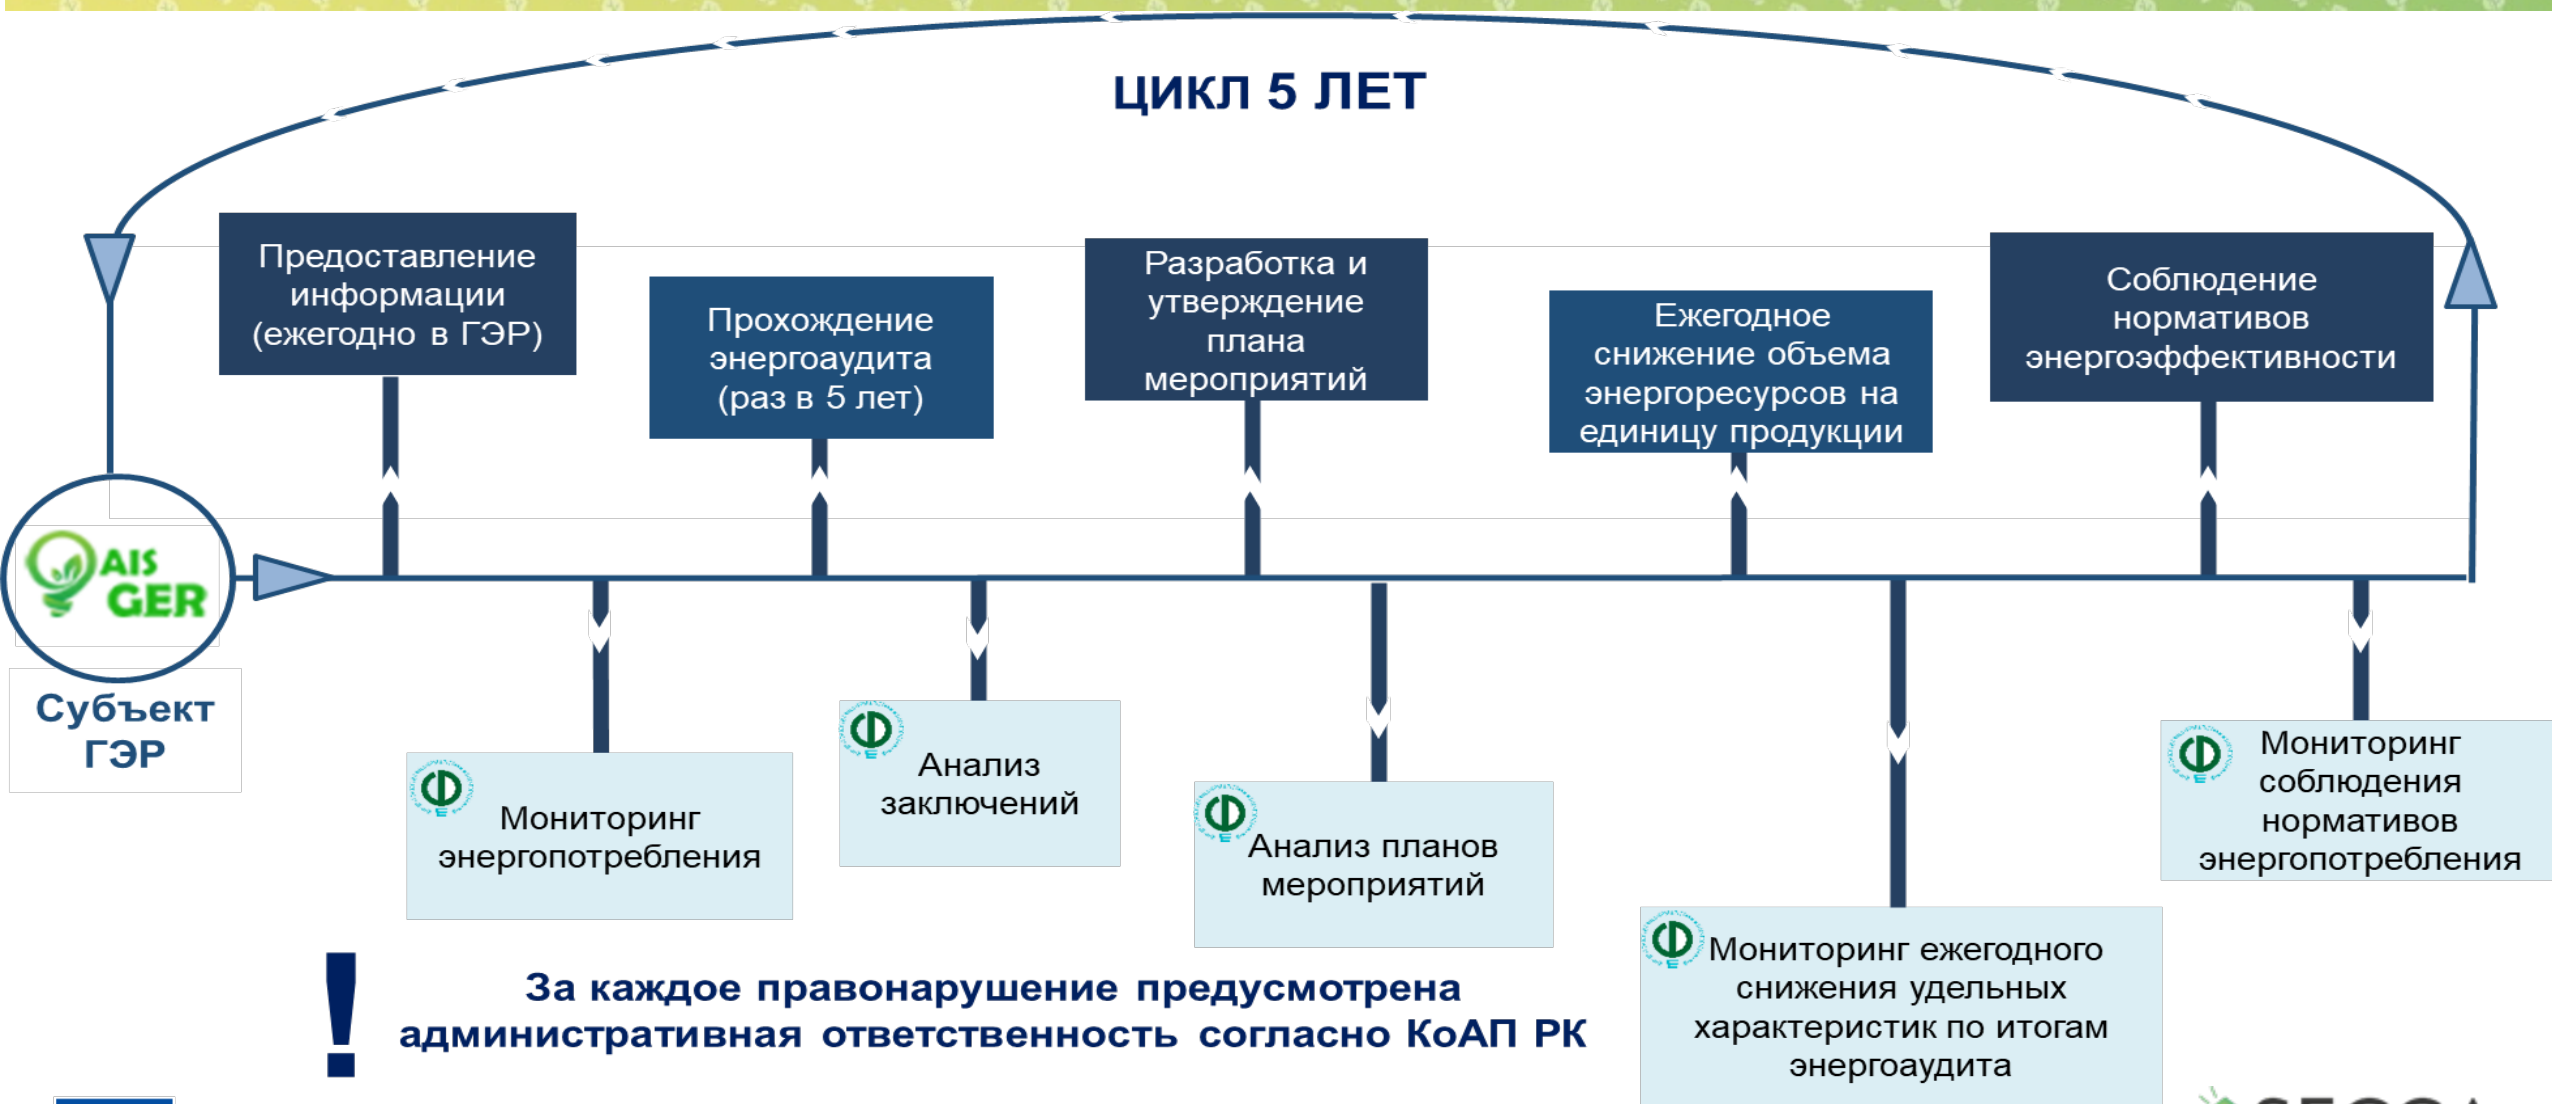 ЦИКЛ 5 ЛЕТ
Предоставление
информации
(ежегодно в ГЭР)
Прохождение
энергоаудита
(раз в 5 лет)
Разработка и
утверждение
плана
мероприятий
Ежегодное
снижение объема
энергоресурсов на
единицу продукции
Соблюдение
нормативов
энергоэффективности
AIS
GER
Субъект
ГЭР
Мониторинг
энергопотребления
Анализ
заключений
Анализ планов
мероприятий
Мониторинг ежегодного
снижения удельных
характеристик по итогам
энергоаудита
Мониторинг
соблюдения
нормативов
энергопотребления
!
За каждое правонарушение предусмотрена
административная ответственность согласно КоАП РК